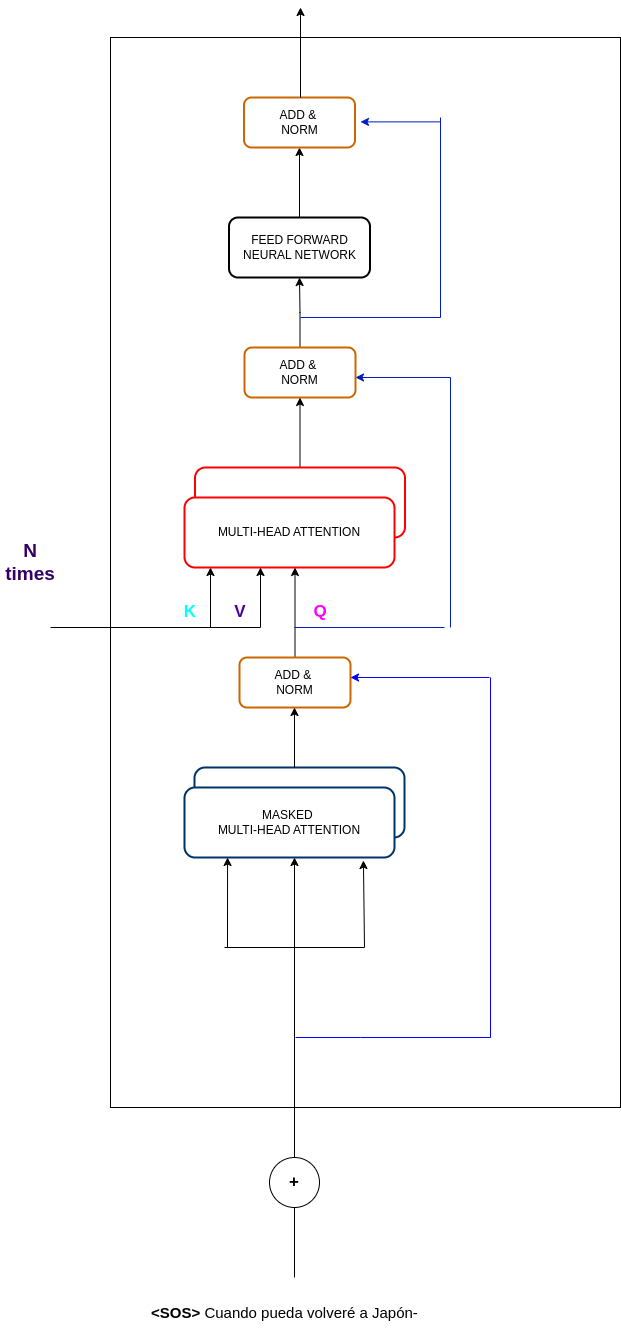 ADD &
NORM
FEED FORWARD
NEURAL NETWORK
ADD &
NORM
MULTI-HEAD ATTENTION
N
times
K V Q
ADD &
NORM
MASKED
MULTI-HEAD ATTENTION
+
<SOS> Cuando pueda volveré a Japón-